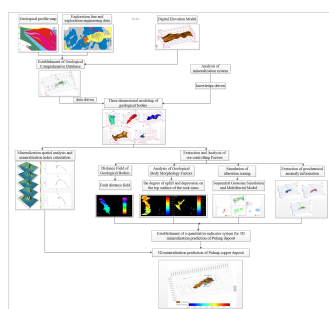 Geological profile map
Exploration line and
exploration engineering data
......
Digital Elevation Model
Establishment of Geological
Comprehensive Database
Analysis of
mineralization system
data-driven
knowledge-driven
Three-dimensional modeling of
geological bodies
Mineralization spatial analysis and
mineralization index calculation
Extraction and Analysis of
ore-controlling Factors
Distance Field of
Geological Bodies
Analysis of Geological
Body Morphology Factors
Simulation of
alteration zoning
Extraction of geochemical
anomaly information
Fault distance field
the degree of uplift and depression on
the top surface of the rock mass
Sequential Gaussian Simulation
and Multifractal Model
Establishment of a quantitative indicator system for 3D
mineralization prediction of Pulang deposit
3D mineralization prediction of Pulang copper deposit